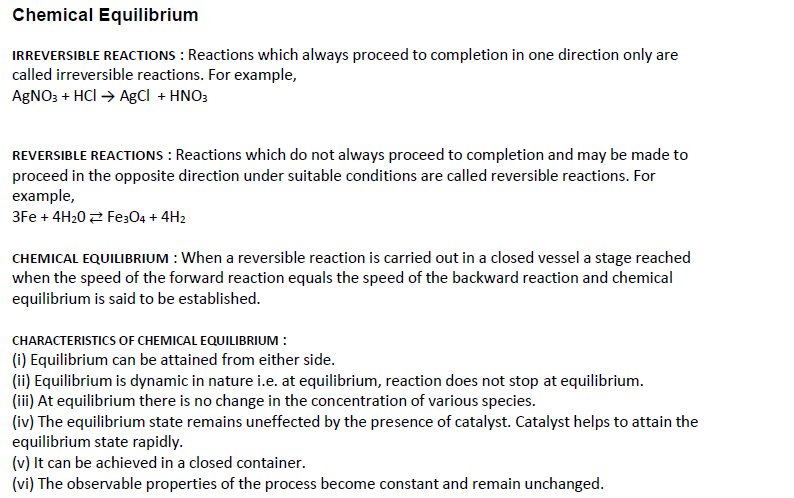 Chemical Equilibrium
IRREVERSIBLE REACTIONS : Reactions which always proceed to completion in one direction only are
called irreversible reactions. For example,
AgNO₃ + HCl → AgCl + HNO₃
REVERSIBLE REACTIONS : Reactions which do not always proceed to completion and may be made to
proceed in the opposite direction under suitable conditions are called reversible reactions. For
example,
3Fe + 4H₂0 ⇄ Fe₃O₄ + 4H₂
CHEMICAL EQUILIBRIUM : When a reversible reaction is carried out in a closed vessel a stage reached
when the speed of the forward reaction equals the speed of the backward reaction and chemical
equilibrium is said to be established.
CHARACTERISTICS OF CHEMICAL EQUILIBRIUM :
(i) Equilibrium can be attained from either side.
(ii) Equilibrium is dynamic in nature i.e. at equilibrium, reaction does not stop at equilibrium.
(iii) At equilibrium there is no change in the concentration of various species.
(iv) The equilibrium state remains uneffected by the presence of catalyst. Catalyst helps to attain the
equilibrium state rapidly.
(v) It can be achieved in a closed container.
(vi) The observable properties of the process become constant and remain unchanged.